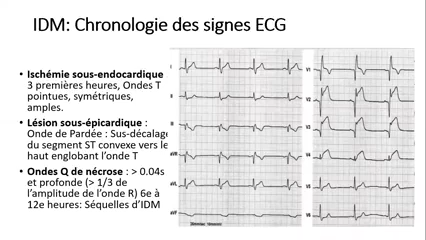 IDM: Chronologie des signes ECG
• Ischémie sous-endocardique
3 premières heures, Ondes T
pointues, symétriques,
amples.
• Lésion sous-épicardique :
Onde de Pardée : Sus-décalage
du segment ST convexe vers le
haut englobant l'onde T
• Ondes Q de nécrose : > 0.04s
et profonde (> 1/3 de
l'amplitude de l'onde R) 6e à
12e heures: Séquelles d'IDM
I
II
III
aVR
aVL
aVF
V1
V2
V3
V4
V5
V6